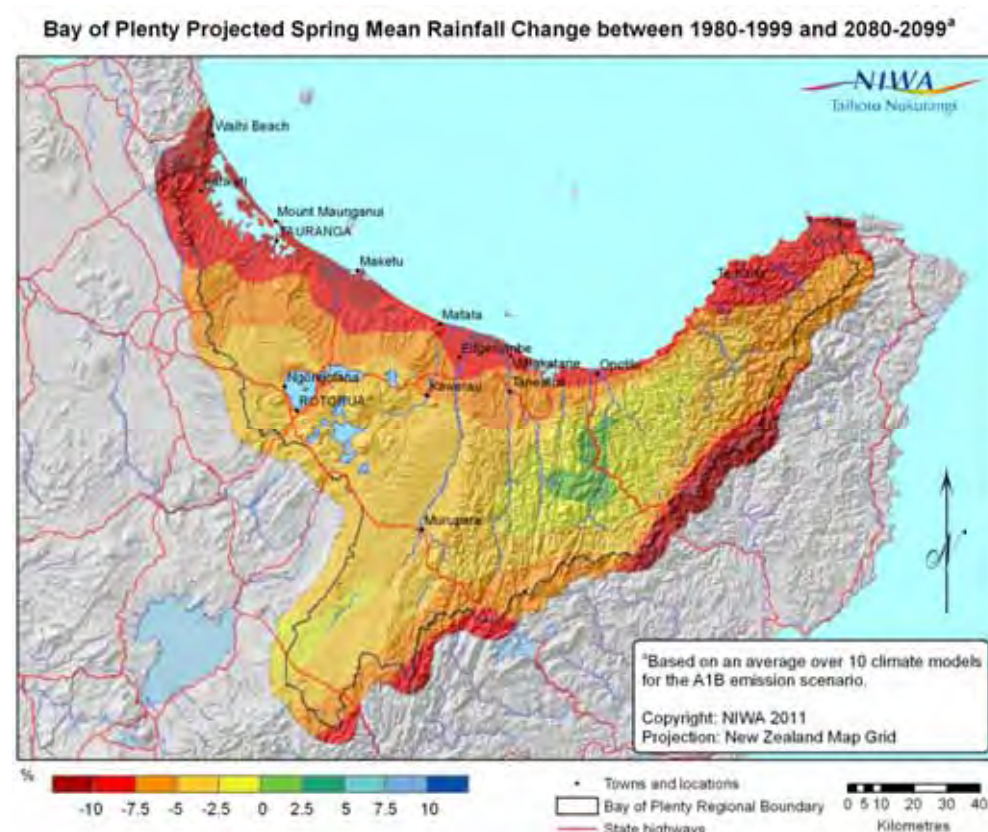 Bay of Plenty Projected Spring Mean Rainfall Change between 1980-1999 and 2080-2099ᵃ
NIWA
Taihoro Nukurangi
Waihi Beach
Mount Maunganui
TAURANGA
Maketu
Matata
Edgecumbe
Whakatane
Opotiki
Kawerau
Taneatua
Ngongotaha
ROTORUA
Murupara
ᵃBased on an average over 10 climate models
for the A1B emission scenario.
Copyright: NIWA 2011
Projection: New Zealand Map Grid
%
-10 -7.5 -5 -2.5 0 2.5 5 7.5 10
Towns and locations
Bay of Plenty Regional Boundary
State highways
0 5 10 20 30 40
Kilometres